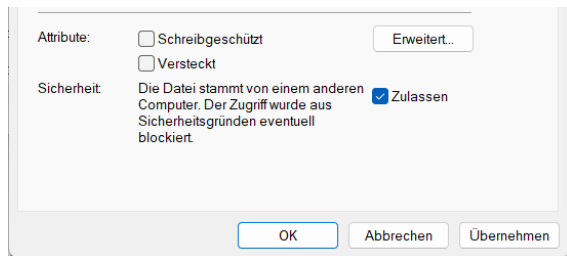 Attribute: Schreibgeschützt Erweitert...
Versteckt
Sicherheit: Die Datei stammt von einem anderen
Computer. Der Zugriff wurde aus
Sicherheitsgründen eventuell
blockiert.
Zulassen
OK Abbrechen Übernehmen